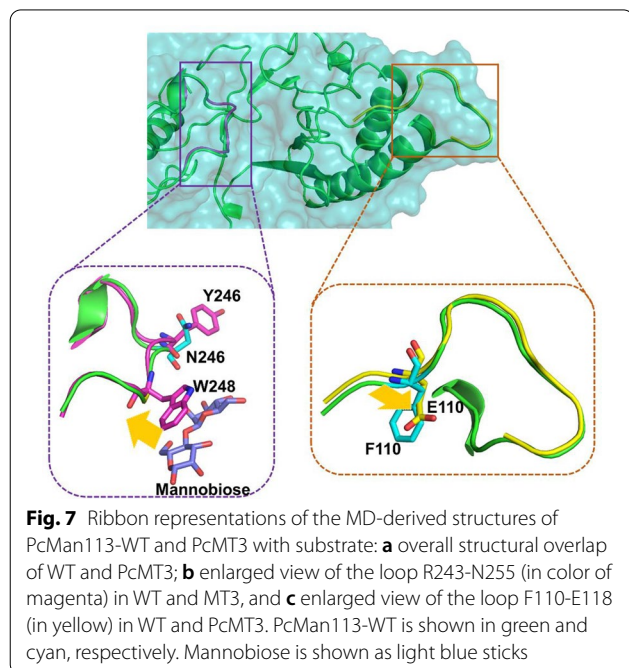 Y246
N246
W248
Mannobiose
E110
F110
Fig. 7 Ribbon representations of the MD-derived structures of
PcMan113-WT and PcMT3 with substrate: a overall structural overlap
of WT and PcMT3; b enlarged view of the loop R243-N255 (in color of
magenta) in WT and MT3, and c enlarged view of the loop F110-E118
(in yellow) in WT and PcMT3. PcMan113-WT is shown in green and
cyan, respectively. Mannobiose is shown as light blue sticks